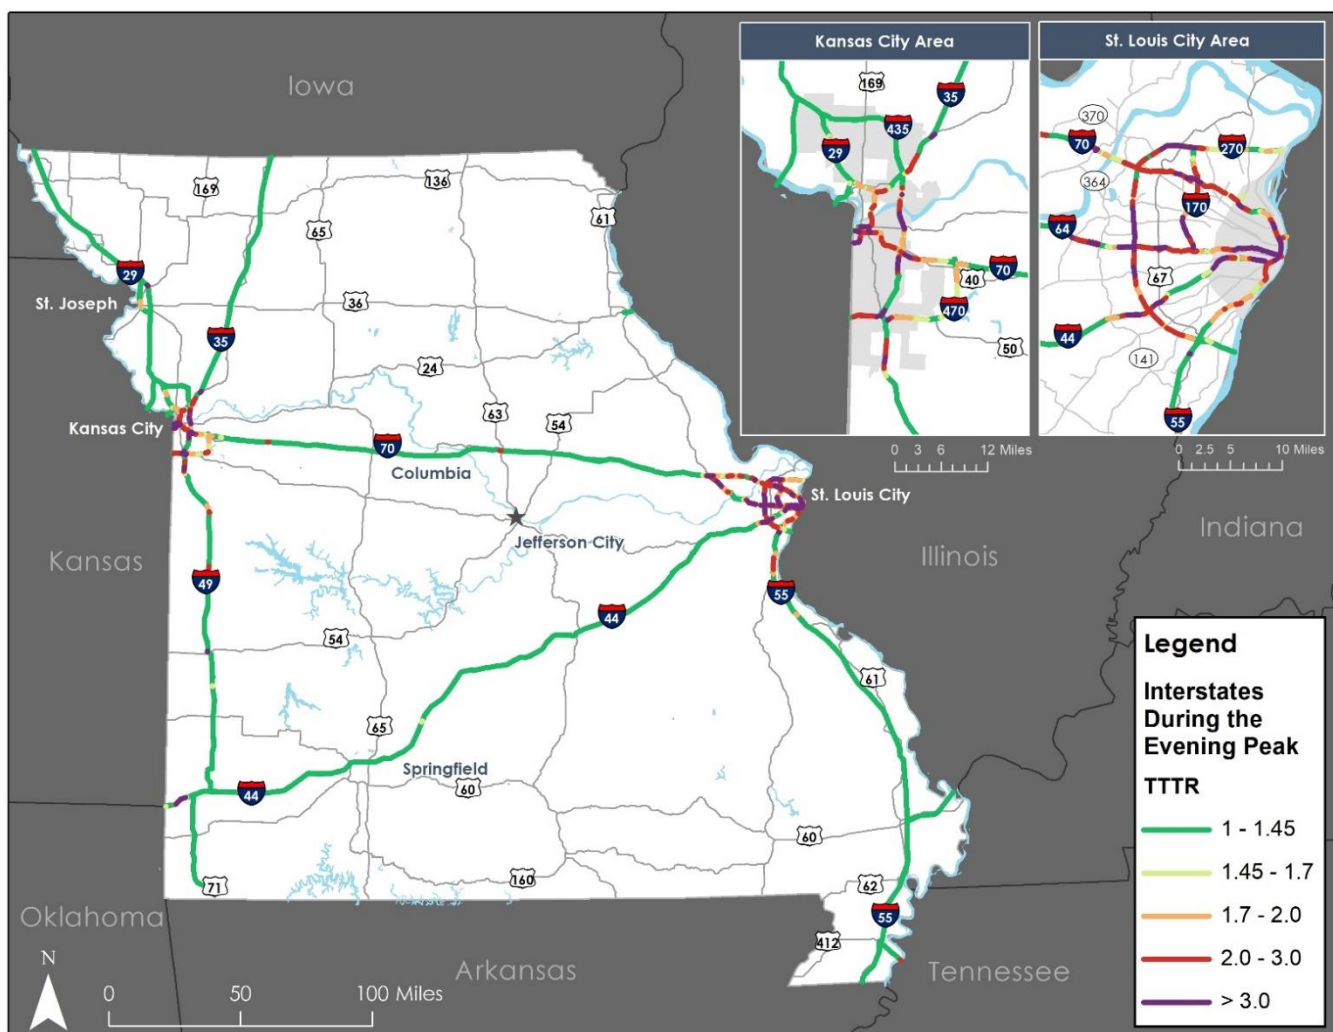 Kansas City Area
St. Louis City Area
Iowa
169
35
435
29
70
40
470
50
0 3 6 12 Miles
370
70
270
364
170
64
67
44
141
55
0 2.5 5 10 Miles
169
136
65
61
29
St. Joseph
36
35
24
63
54
Kansas City
70
Columbia
St. Louis City
Jefferson City
Kansas
Illinois
Indiana
49
55
44
54
61
65
Springfield
44
60
60
71
160
62
55
412
Oklahoma
Arkansas
Tennessee
N
0 50 100 Miles
Legend
Interstates
During the
Evening Peak
TTTR
1 - 1.45
1.45 - 1.7
1.7 - 2.0
2.0 - 3.0
> 3.0